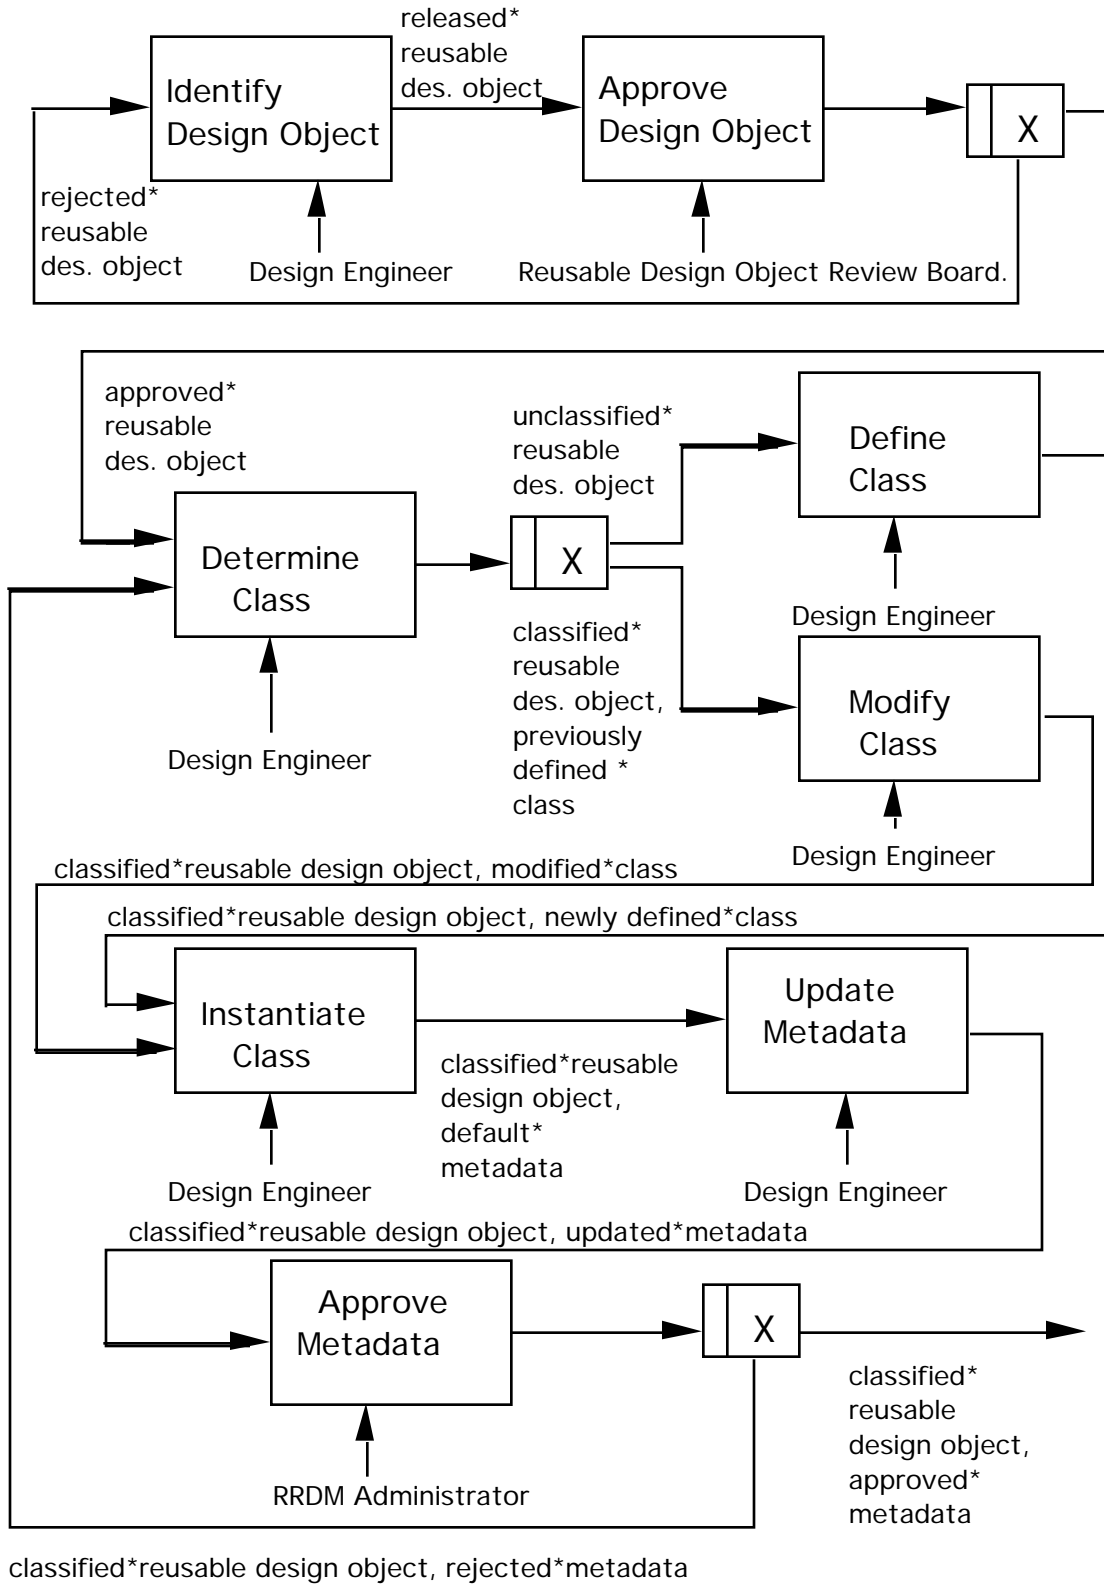 released*
reusable
des. object
Identify
Design Object
Approve
Design Object
X
rejected*
reusable
des. object
Design Engineer
Reusable Design Object Review Board.
approved*
reusable
des. object
unclassified*
reusable
des. object
Define
Class
Determine
Class
X
Design Engineer
classified*
reusable
des. object,
previously
defined *
class
Modify
Class
Design Engineer
Design Engineer
classified*reusable design object, modified*class
classified*reusable design object, newly defined*class
Instantiate
Class
Update
Metadata
classified*reusable
design object,
default*
metadata
Design Engineer
Design Engineer
classified*reusable design object, updated*metadata
Approve
Metadata
X
classified*
reusable
design object,
approved*
metadata
RRDM Administrator
classified*reusable design object, rejected*metadata